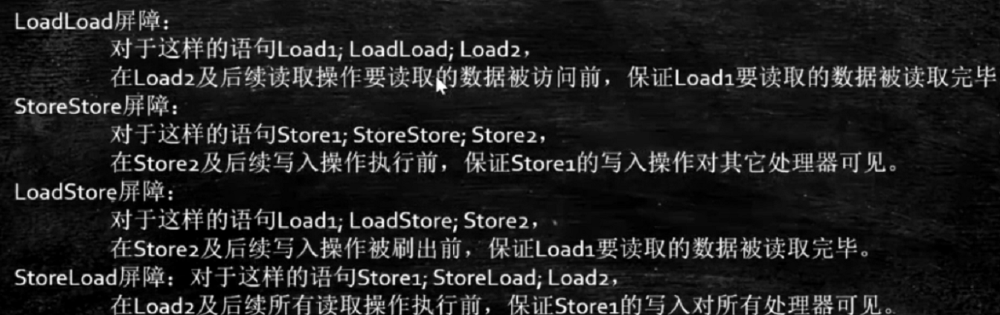 LoadLoad屏障：
对于这样的语句Load1; LoadLoad; Load2，
在Load2及后续读取操作要读取的数据被访问前，保证Load1要读取的数据被读取完毕
StoreStore屏障：
对于这样的语句Store1; StoreStore; Store2，
在Store2及后续写入操作执行前，保证Store1的写入操作对其它处理器可见。
LoadStore屏障：
对于这样的语句Load1; LoadStore; Store2，
在Store2及后续写入操作被刷出前，保证Load1要读取的数据被读取完毕。
StoreLoad屏障：对于这样的语句Store1; StoreLoad; Load2，
在Load2及后续所有读取操作执行前，保证Store1的写入对所有处理器可见。